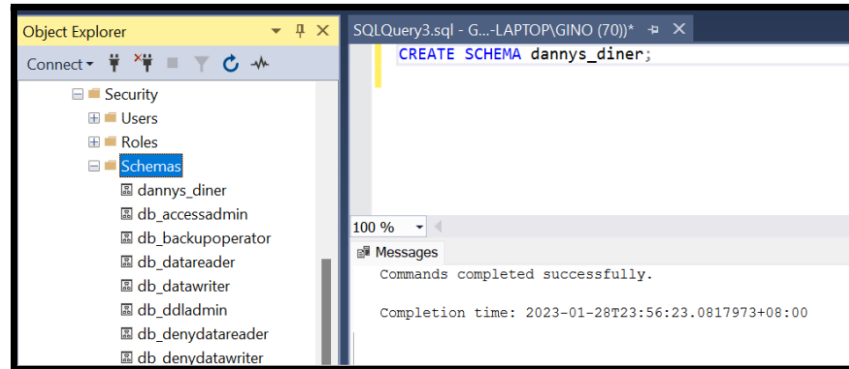 Object Explorer
Connect
Security
Users
Roles
Schemas
dannys_diner
db_accessadmin
db_backupoperator
db_datareader
db_datawriter
db_ddladmin
db_denydatareader
db_denydatawriter
SQLQuery3.sql - G...-LAPTOP\GINO (70))*
CREATE SCHEMA dannys_diner;
100 %
Messages
Commands completed successfully.
Completion time: 2023-01-28T23:56:23.0817973+08:00